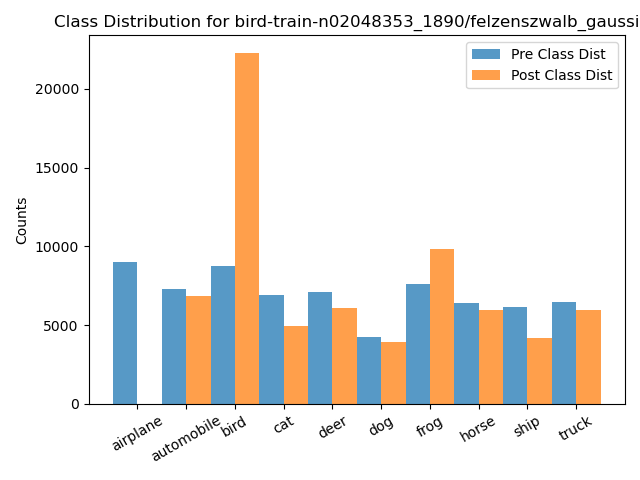 Class Distribution for bird-train-n02048353_1890/felzenszwalb_gaussi
Pre Class Dist
Post Class Dist
Counts
20000
15000
10000
5000
0
airplane
automobile
bird
cat
deer
dog
frog
horse
ship
truck